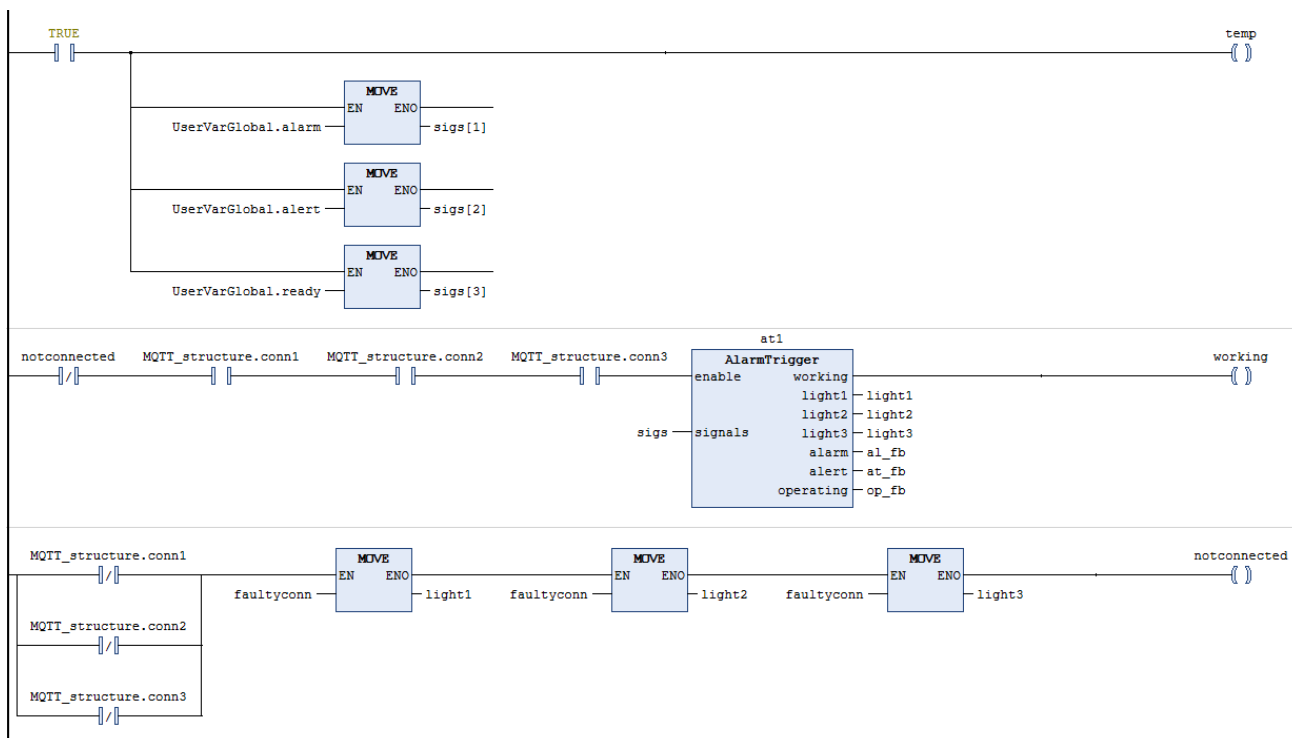 TRUE temp
MOVE
EN ENO
UserVarGlobal.alarm sigs[1]
MOVE
EN ENO
UserVarGlobal.alert sigs[2]
MOVE
EN ENO
UserVarGlobal.ready sigs[3]
at1
notconnected MQTT_structure.conn1 MQTT_structure.conn2 MQTT_structure.conn3 AlarmTrigger working
enable working
light1 light1
light2 light2
sigs signals light3 light3
alarm al_fb
alert at_fb
operating op_fb
MQTT_structure.conn1 MOVE MOVE MOVE notconnected
EN ENO EN ENO EN ENO
faultyconn light1 faultyconn light2 faultyconn light3
MQTT_structure.conn2
MQTT_structure.conn3